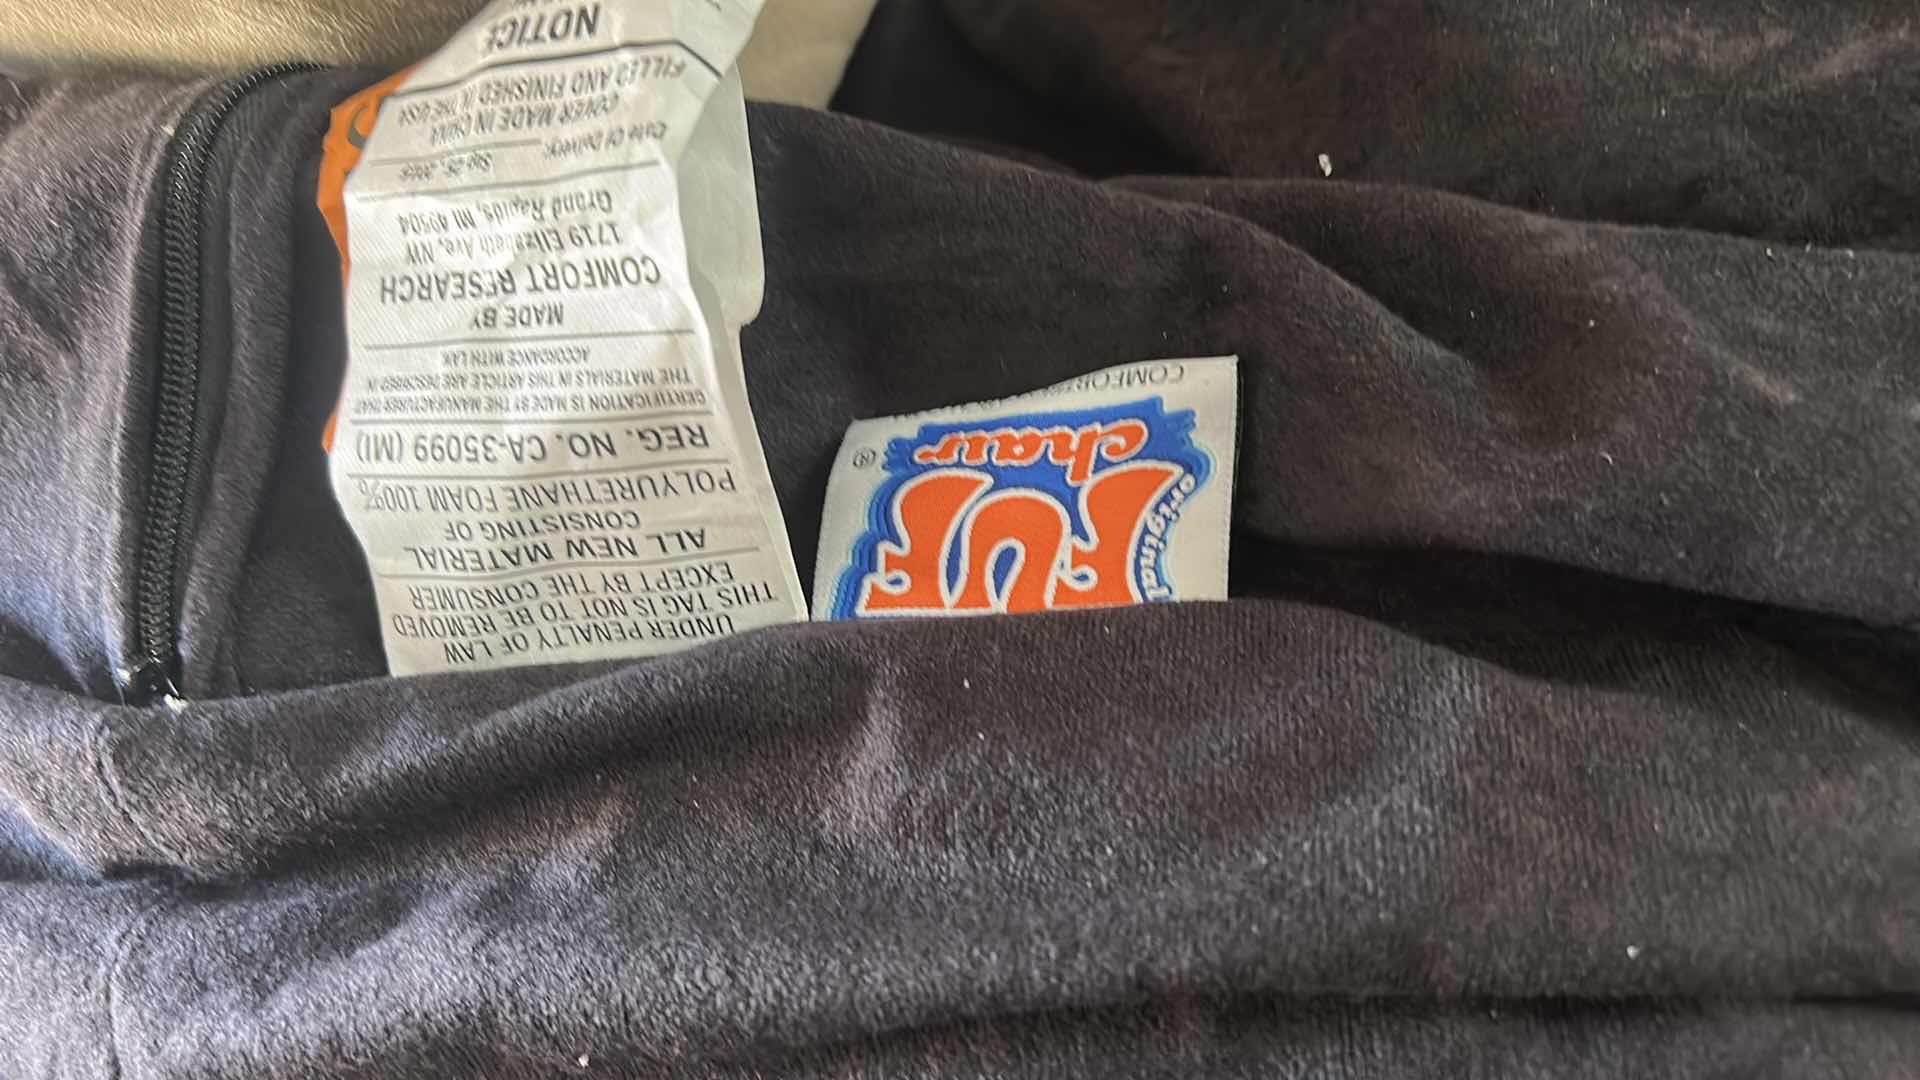 UNDER PENALTY OF LAW
THIS TAG IS NOT TO BE REMOVED
EXCEPT BY THE CONSUMER
ALL NEW MATERIAL
CONSISTING OF
POLYURETHANE FOAM 100%
REG. NO. CA-35099 (MI)
CERTIFICATION IS MADE BY THE MANUFACTURER THAT
THE MATERIALS IN THIS ARTICLE ARE DESCRIBED IN
ACCORDANCE WITH LAW
MADE BY
COMFORT RESEARCH
1719 Elizabeth Ave, NW
Grand Rapids, MI 49504
Date Of Delivery:
COVER MADE IN CHINA
FILLED AND FINISHED IN THE USA
NOTICE
original
FUF
chair
®